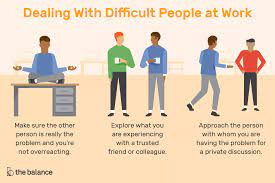 Dealing With Difficult People at Work
Make sure the other
person is really the
problem and you're
not overreacting.
Explore what you
are experiencing
with a trusted
friend or colleague.
Approach the person
with whom you are
having the problem for
a private discussion.
the balance